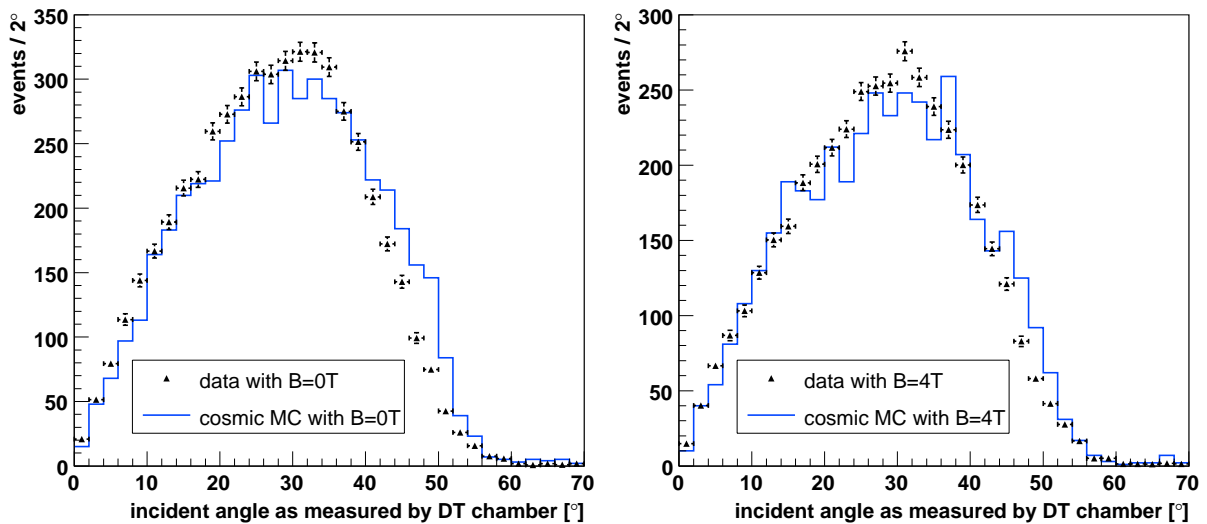 events / 2°
350
300
250
200
150
100
50
0
data with B=0T
cosmic MC with B=0T
0 10 20 30 40 50 60 70
incident angle as measured by DT chamber [°]
events / 2°
300
250
200
150
100
50
0
data with B=4T
cosmic MC with B=4T
0 10 20 30 40 50 60 70
incident angle as measured by DT chamber [°]